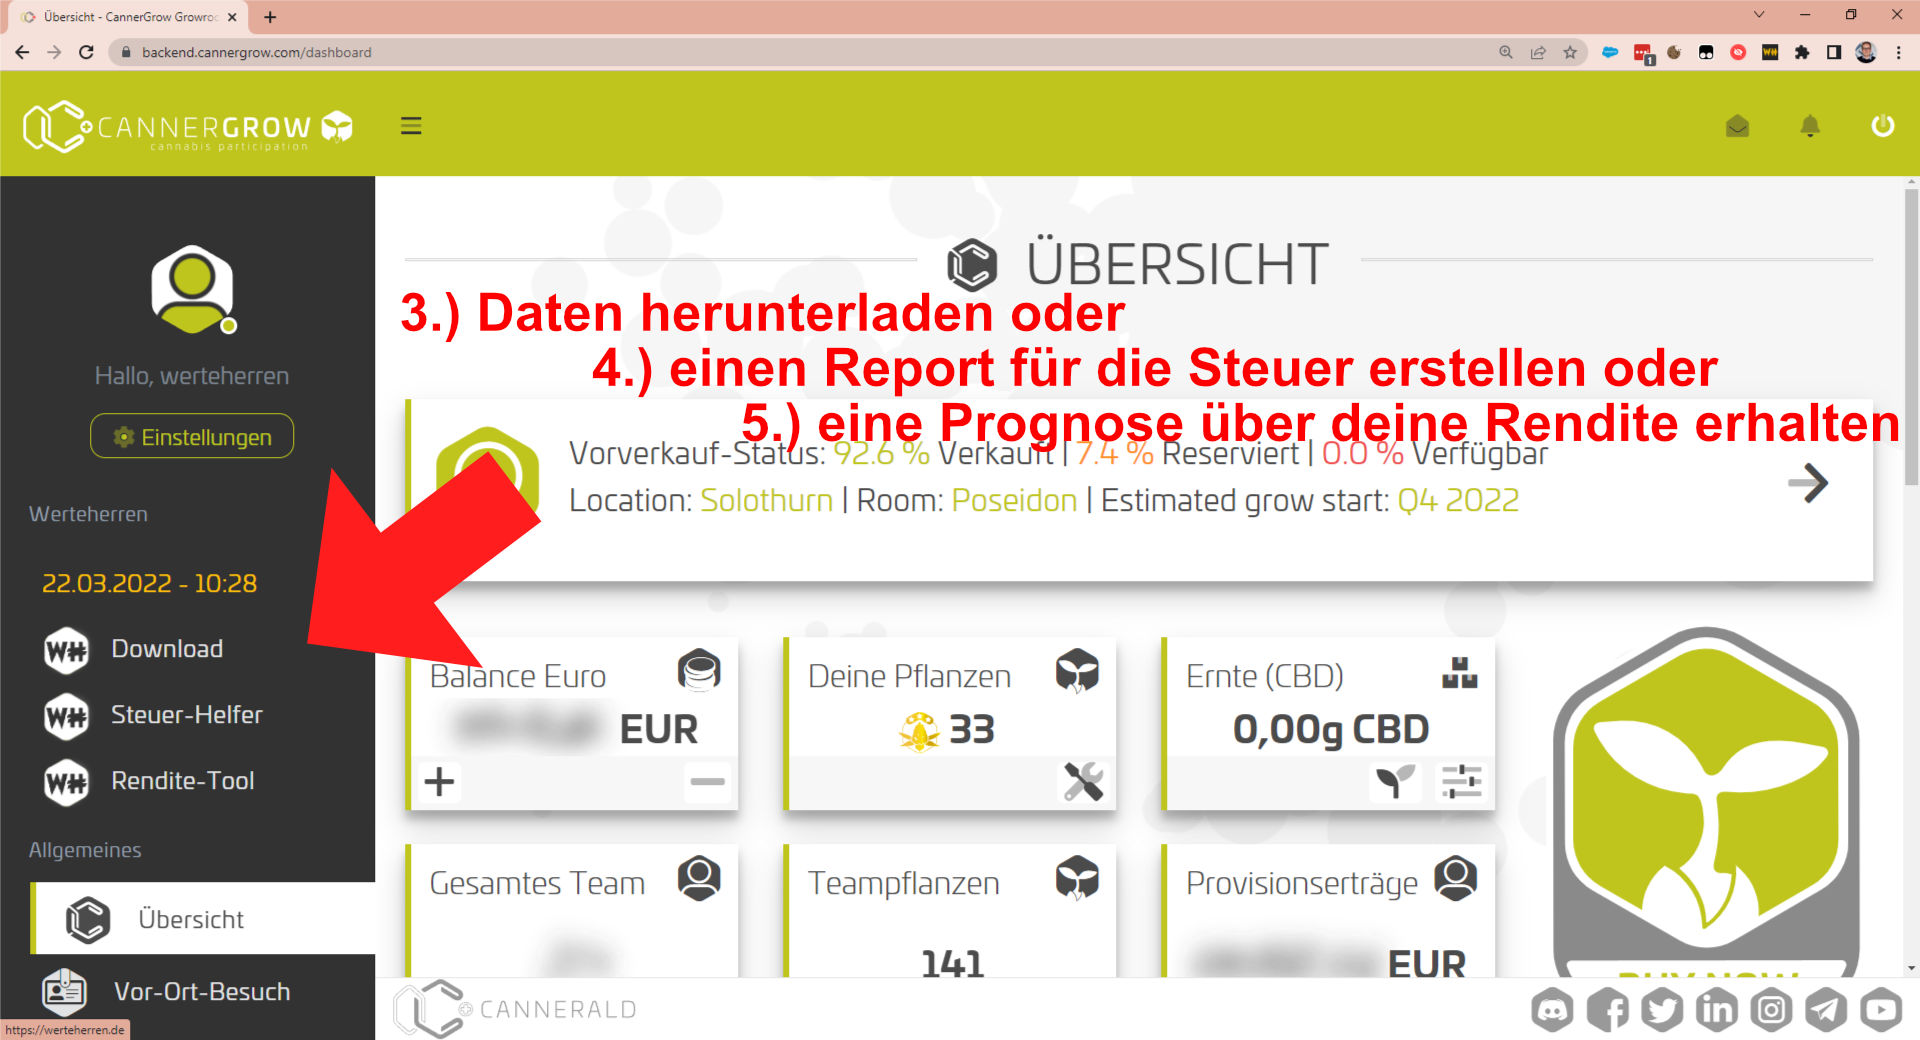 Übersicht - CannerGrow Growroo
backend.cannergrow.com/dashboard
1
CANNERGROW
cannabis participation
ÜBERSICHT
3.) Daten herunterladen oder
4.) einen Report für die Steuer erstellen oder
5.) eine Prognose über deine Rendite erhalten
Hallo, werteherren
Einstellungen
Vorverkauf-Status: 92.6 % Verkauft | 7.4 % Reserviert | 0.0 % Verfügbar
Location: Solothurn | Room: Poseidon | Estimated grow start: Q4 2022
Werteherren
22.03.2022 - 10:28
Download
Steuer-Helfer
Rendite-Tool
Allgemeines
Übersicht
Vor-Ort-Besuch
Balance Euro
EUR
Deine Pflanzen
33
Ernte (CBD)
0,00g CBD
Gesamtes Team
Teampflanzen
141
Provisionserträge
EUR
BUY NOW
CANNERALD
https://werteherren.de